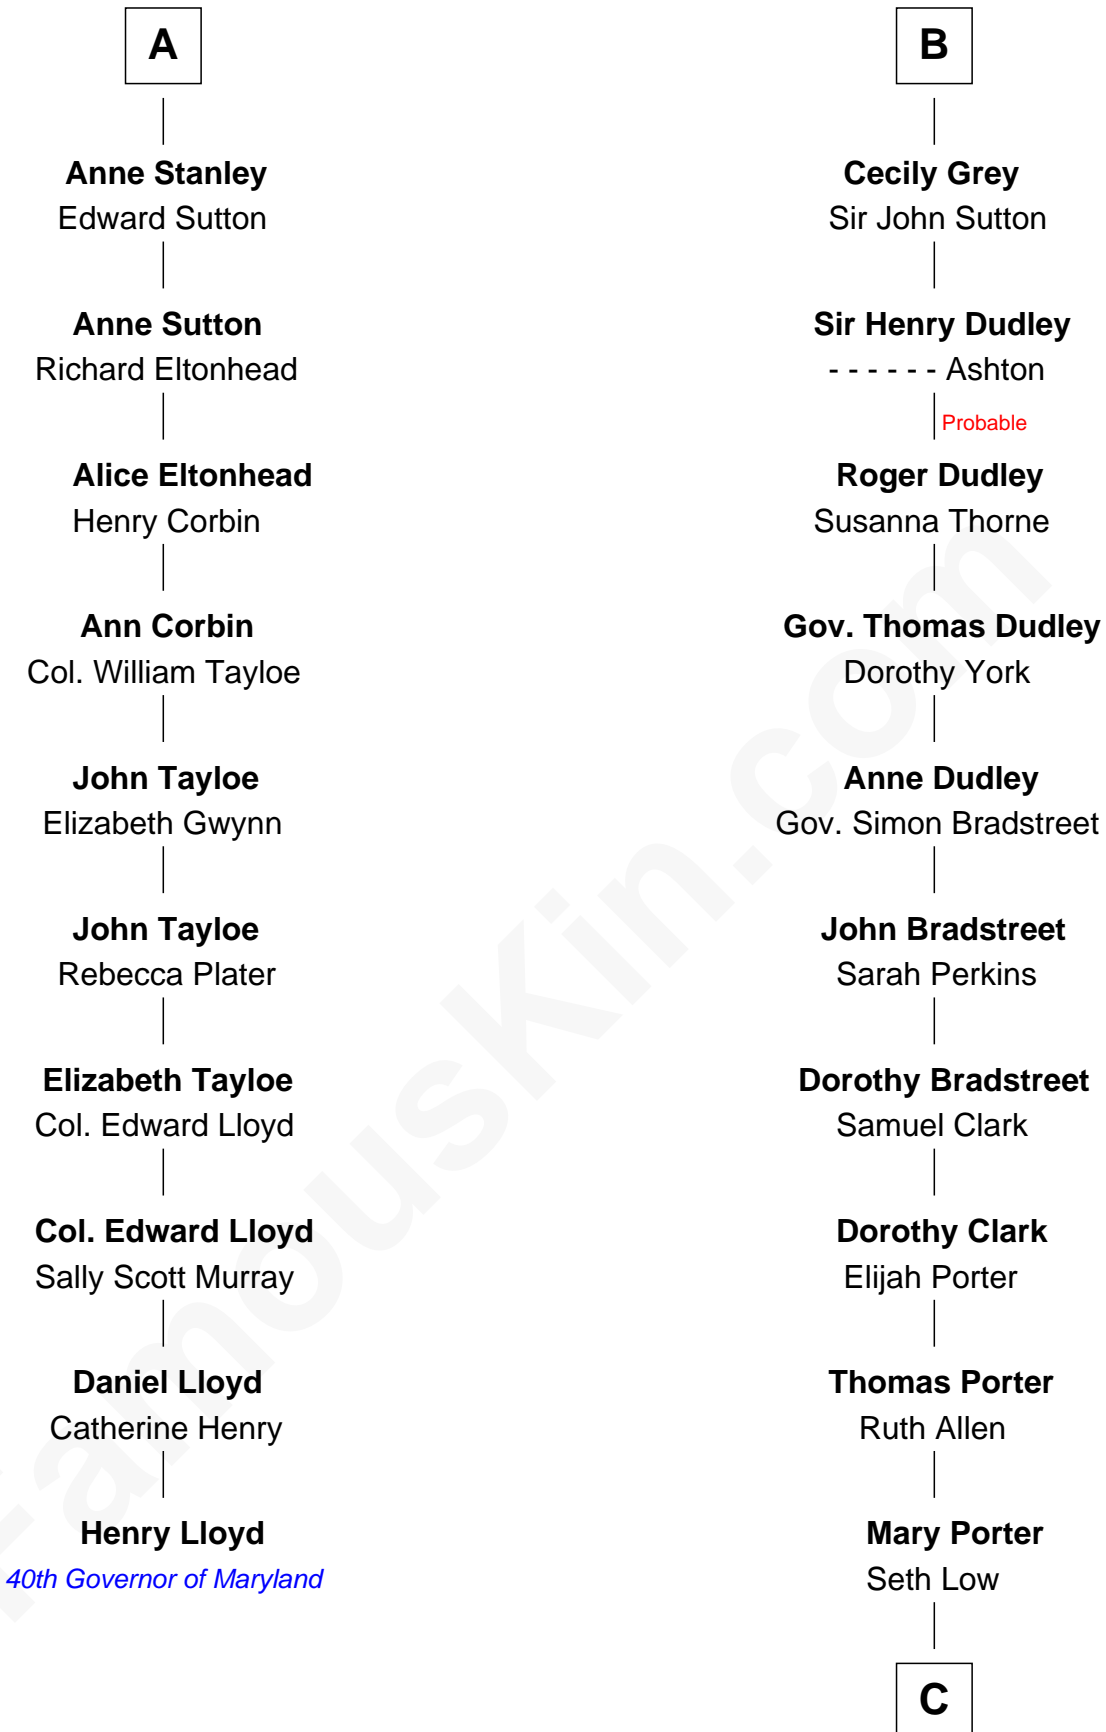 A
Anne Stanley
Edward Sutton
Anne Sutton
Richard Eltonhead
Alice Eltonhead
Henry Corbin
Ann Corbin
Col. William Tayloe
John Tayloe
Elizabeth Gwynn
John Tayloe
Rebecca Plater
Elizabeth Tayloe
Col. Edward Lloyd
Col. Edward Lloyd
Sally Scott Murray
Daniel Lloyd
Catherine Henry
Henry Lloyd
40th Governor of Maryland
B
Cecily Grey
Sir John Sutton
Sir Henry Dudley
- - - - - - Ashton
Probable
Roger Dudley
Susanna Thorne
Gov. Thomas Dudley
Dorothy York
Anne Dudley
Gov. Simon Bradstreet
John Bradstreet
Sarah Perkins
Dorothy Bradstreet
Samuel Clark
Dorothy Clark
Elijah Porter
Thomas Porter
Ruth Allen
Mary Porter
Seth Low
C
FamousKin.com